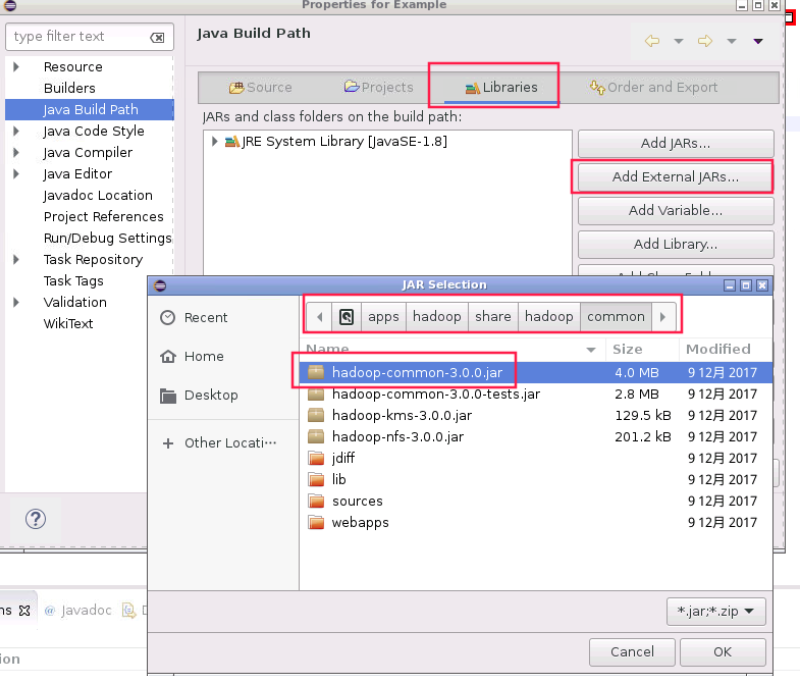 Properties for Example
type filter text
Java Build Path
Resource
Builders
Java Build Path
Java Code Style
Java Compiler
Java Editor
Javadoc Location
Project References
Run/Debug Settings
Task Repository
Task Tags
Validation
WikiText
Source Projects Libraries Order and Export
JARs and class folders on the build path:
JRE System Library [JavaSE-1.8]
Add JARs...
Add External JARs...
Add Variable...
Add Library...
JAR Selection
Recent
Home
Desktop
+ Other Locati...
apps hadoop share hadoop common
Name Size Modified
hadoop-common-3.0.0.jar 4.0 MB 9 12月 2017
hadoop-common-3.0.0-tests.jar 2.8 MB 9 12月 2017
hadoop-kms-3.0.0.jar 129.5 kB 9 12月 2017
hadoop-nfs-3.0.0.jar 201.2 kB 9 12月 2017
jdiff 9 12月 2017
lib 9 12月 2017
sources 9 12月 2017
webapps 9 12月 2017
*.jar;*.zip
Cancel OK
ns @ Javadoc D
ion